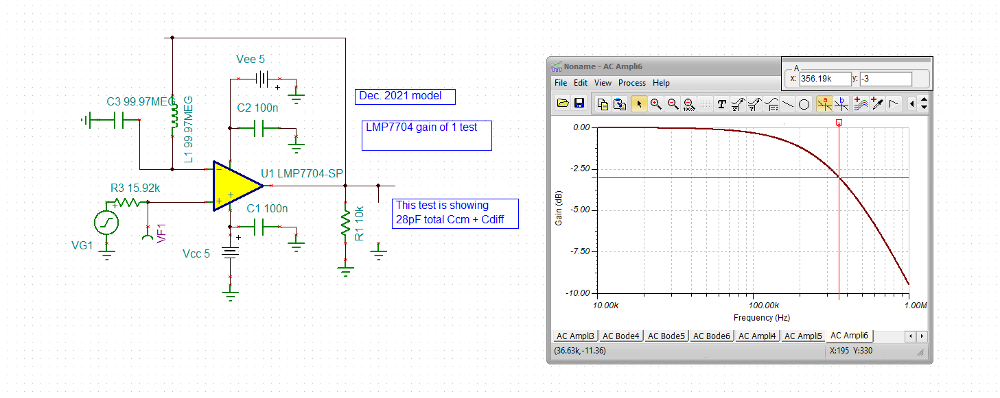 Vee 5
C3 99.97MEG
L1 99.97MEG
C2 100n
Dec. 2021 model
LMP7704 gain of 1 test
U1 LMP7704-SP
R3 15.92k
C1 100n
This test is showing
28pF total Ccm + Cdiff
VG1
VF1
Vcc 5
R1 10k
Noname - AC Ampli6
A
x: 356.19k y: -3
File Edit View Process Help
100%
T
a b
a
0.00
-2.50
-5.00
-7.50
-10.00
Gain (dB)
10.00k 100.00k 1.00M
Frequency (Hz)
AC Ampli3 AC Bode4 AC Bode5 AC Bode6 AC Ampli4 AC Ampli5 AC Ampli6
(36.63k,-11.36) X:195 Y:330